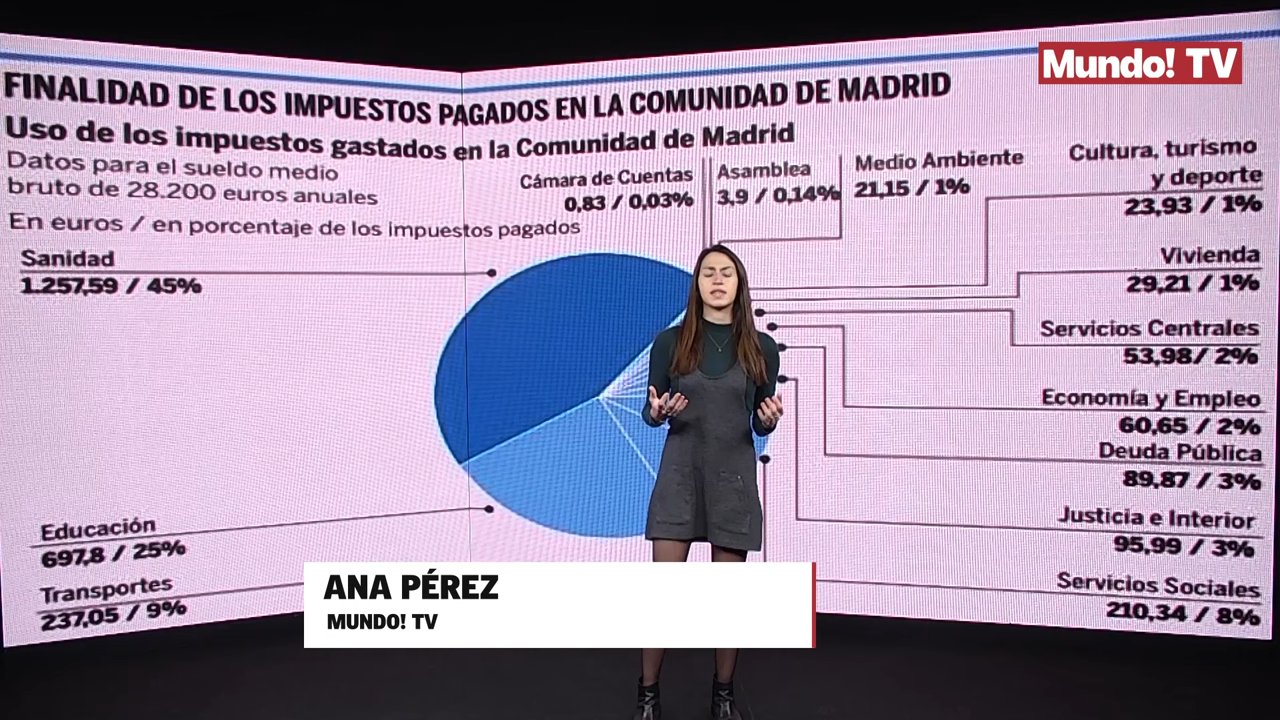 Mundo! TV
FINALIDAD DE LOS IMPUESTOS PAGADOS EN LA COMUNIDAD DE MADRID
Uso de los impuestos gastados en la Comunidad de Madrid
Datos para el sueldo medio
bruto de 28.200 euros anuales
En euros / en porcentaje de los impuestos pagados
Cámara de Cuentas
0,83 / 0,03%
Asamblea
3,9 / 0,14%
Medio Ambiente
21,15 / 1%
Cultura, turismo
y deporte
23,93 / 1%
Sanidad
1.257,59 / 45%
Vivienda
29,21 / 1%
Servicios Centrales
53,98/ 2%
Economía y Empleo
60,65 / 2%
Deuda Pública
89,87 / 3%
Justicia e Interior
95,99 / 3%
Servicios Sociales
210,34 / 8%
Educación
697,8 / 25%
Transportes
237,05 / 9%
ANA PÉREZ
MUNDO! TV